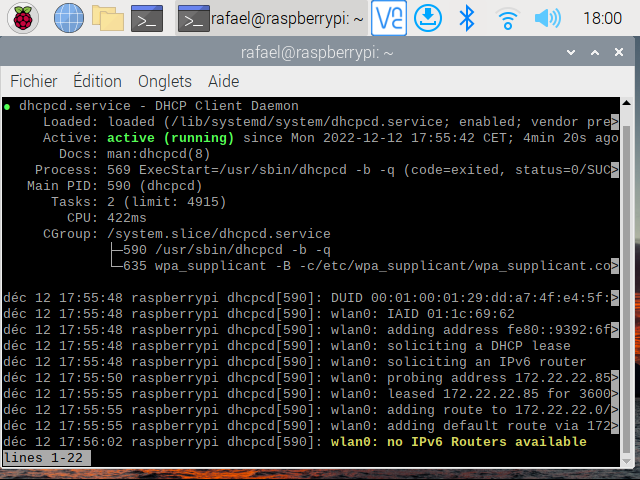 rafael@raspberrypi: ~
18:00
rafael@raspberrypi: ~
Fichier Édition Onglets Aide
● dhcpcd.service - DHCP Client Daemon
Loaded: loaded (/lib/systemd/system/dhcpcd.service; enabled; vendor pre>
Active: active (running) since Mon 2022-12-12 17:55:42 CET; 4min 20s ago
Docs: man:dhcpcd(8)
Process: 569 ExecStart=/usr/sbin/dhcpcd -b -q (code=exited, status=0/SUC>
Main PID: 590 (dhcpcd)
Tasks: 2 (limit: 4915)
CPU: 422ms
CGroup: /system.slice/dhcpcd.service
├─590 /usr/sbin/dhcpcd -b -q
└─635 wpa_supplicant -B -c/etc/wpa_supplicant/wpa_supplicant.co>
déc 12 17:55:48 raspberrypi dhcpcd[590]: DUID 00:01:00:01:29:dd:a7:4f:e4:5f:>
déc 12 17:55:48 raspberrypi dhcpcd[590]: wlan0: IAID 01:1c:69:62
déc 12 17:55:48 raspberrypi dhcpcd[590]: wlan0: adding address fe80::9392:6f>
déc 12 17:55:48 raspberrypi dhcpcd[590]: wlan0: soliciting a DHCP lease
déc 12 17:55:48 raspberrypi dhcpcd[590]: wlan0: soliciting an IPv6 router
déc 12 17:55:50 raspberrypi dhcpcd[590]: wlan0: probing address 172.22.22.85>
déc 12 17:55:55 raspberrypi dhcpcd[590]: wlan0: leased 172.22.22.85 for 3600>
déc 12 17:55:55 raspberrypi dhcpcd[590]: wlan0: adding route to 172.22.22.0/>
déc 12 17:55:55 raspberrypi dhcpcd[590]: wlan0: adding default route via 172>
déc 12 17:56:02 raspberrypi dhcpcd[590]: wlan0: no IPv6 Routers available
lines 1-22